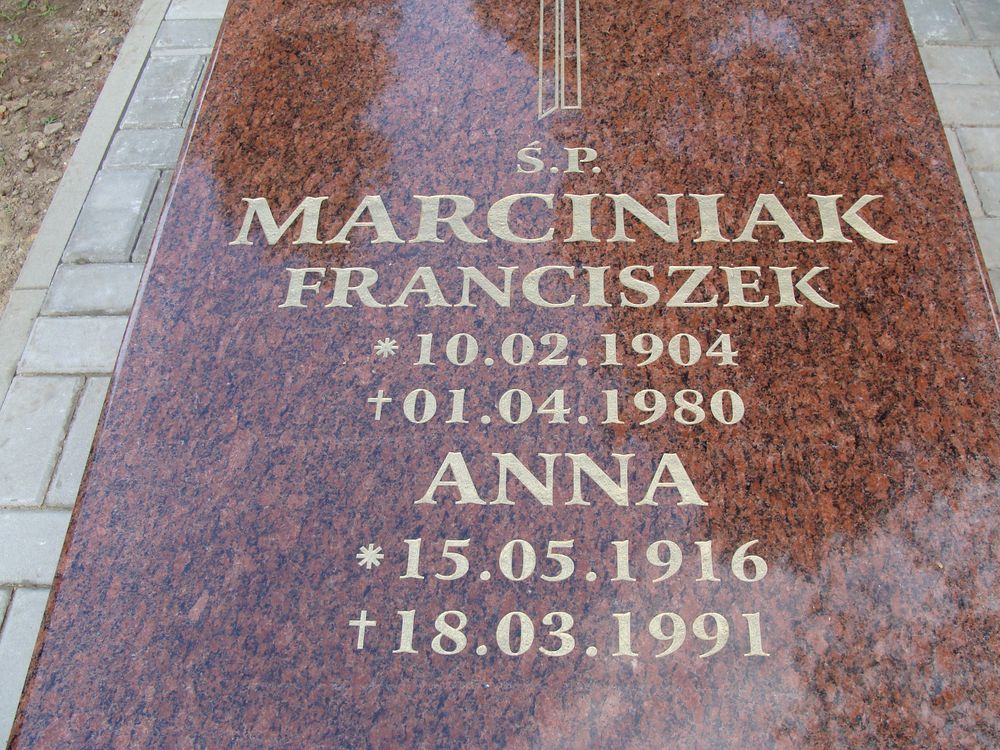 Ś.P.
MARCINIAK
FRANCISZEK
* 10.02.1904
† 01.04.1980
ANNA
* 15.05.1916
† 18.03.1991